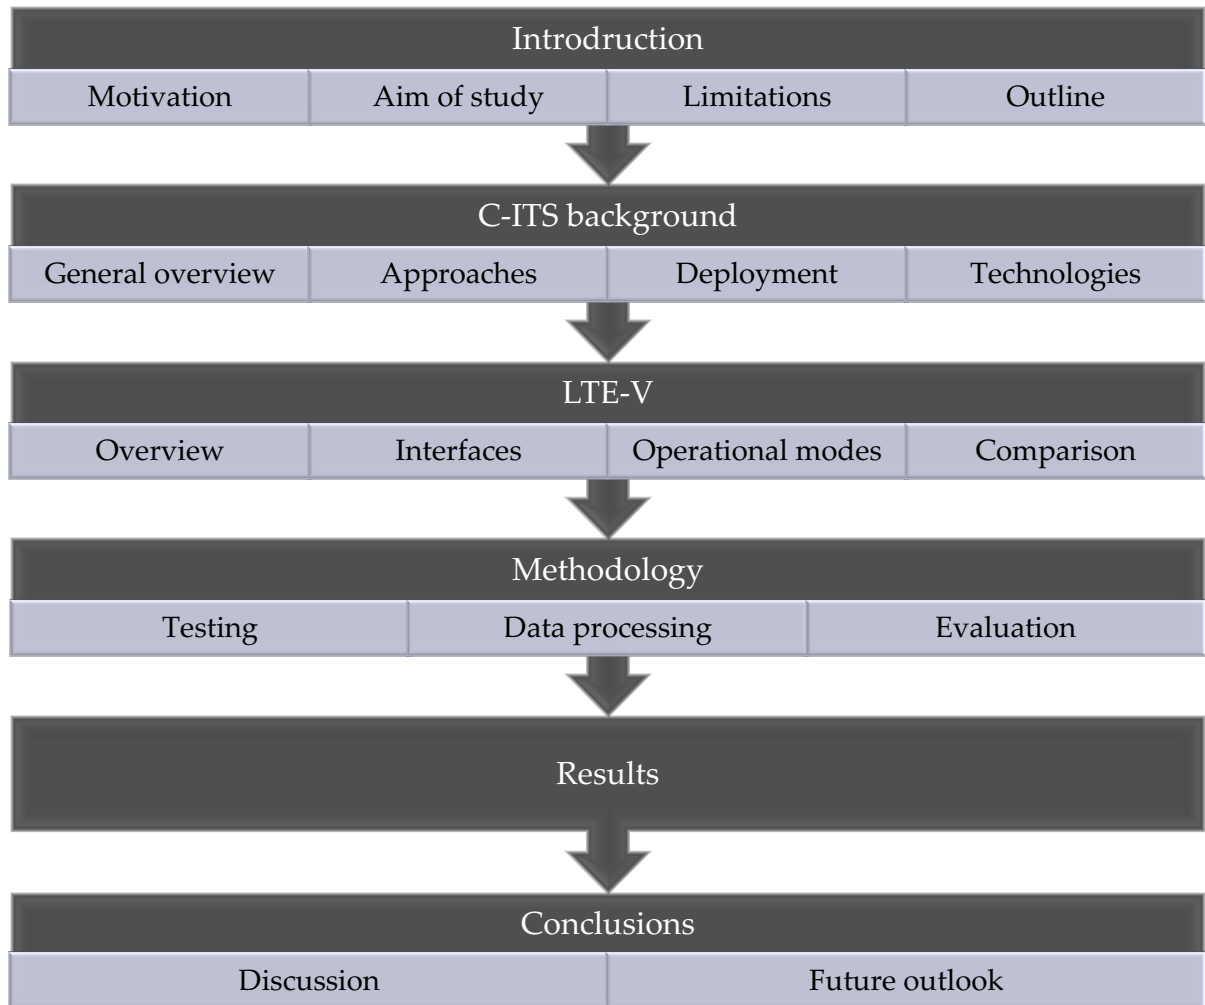 Introdruction
Motivation Aim of study Limitations Outline
C-ITS background
General overview Approaches Deployment Technologies
LTE-V
Overview Interfaces Operational modes Comparison
Methodology
Testing Data processing Evaluation
Results
Conclusions
Discussion Future outlook